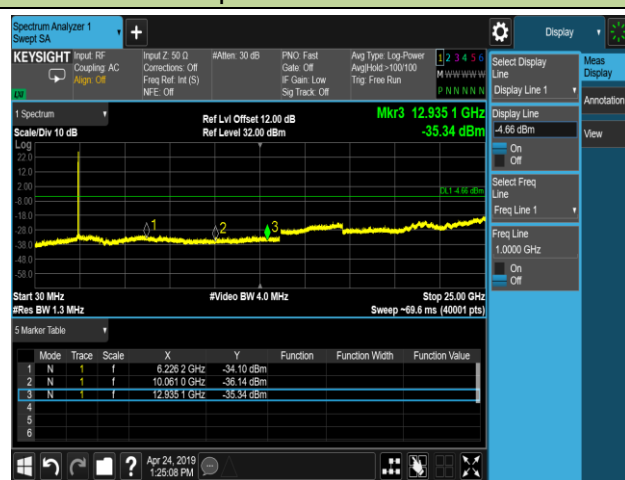 Spectrum Analyzer 1
Swept SA
Display
KEYSIGHT
Input: RF
Coupling: AC
Align: Off
Input Z: 50 Ω
Corrections: Off
Freq Ref: Int (S)
NFE: Off
#Atten: 30 dB
PNO: Fast
Gate: Off
IF Gain: Low
Sig Track: Off
Avg Type: Log-Power
Avg|Hold:>100/100
Trig: Free Run
1 2 3 4 5 6
M W W W W W
P N N N N N
Select Display
Line
Display Line 1
Display Line
-4.66 dBm
On
Off
Select Freq
Line
Freq Line 1
Freq Line
1.0000 GHz
On
Off
Meas
Display
Annotation
View
1 Spectrum
Scale/Div 10 dB
Log
Ref Lvl Offset 12.00 dB
Ref Level 32.00 dBm
Mkr3 12.935 1 GHz
-35.34 dBm
22.0
12.0
2.00
-8.00
-18.0
-28.0
-38.0
-48.0
-58.0
DL1 -4.66 dBm
1
2
3
Start 30 MHz
#Res BW 1.3 MHz
#Video BW 4.0 MHz
Stop 25.00 GHz
Sweep ~69.6 ms (40001 pts)
5 Marker Table
Mode Trace Scale X Y Function Function Width Function Value
1 N 1 f 6.226 2 GHz -34.10 dBm
2 N 1 f 10.061 0 GHz -36.14 dBm
3 N 1 f 12.935 1 GHz -35.34 dBm
4
5
6
?
Apr 24, 2019
1:25:08 PM